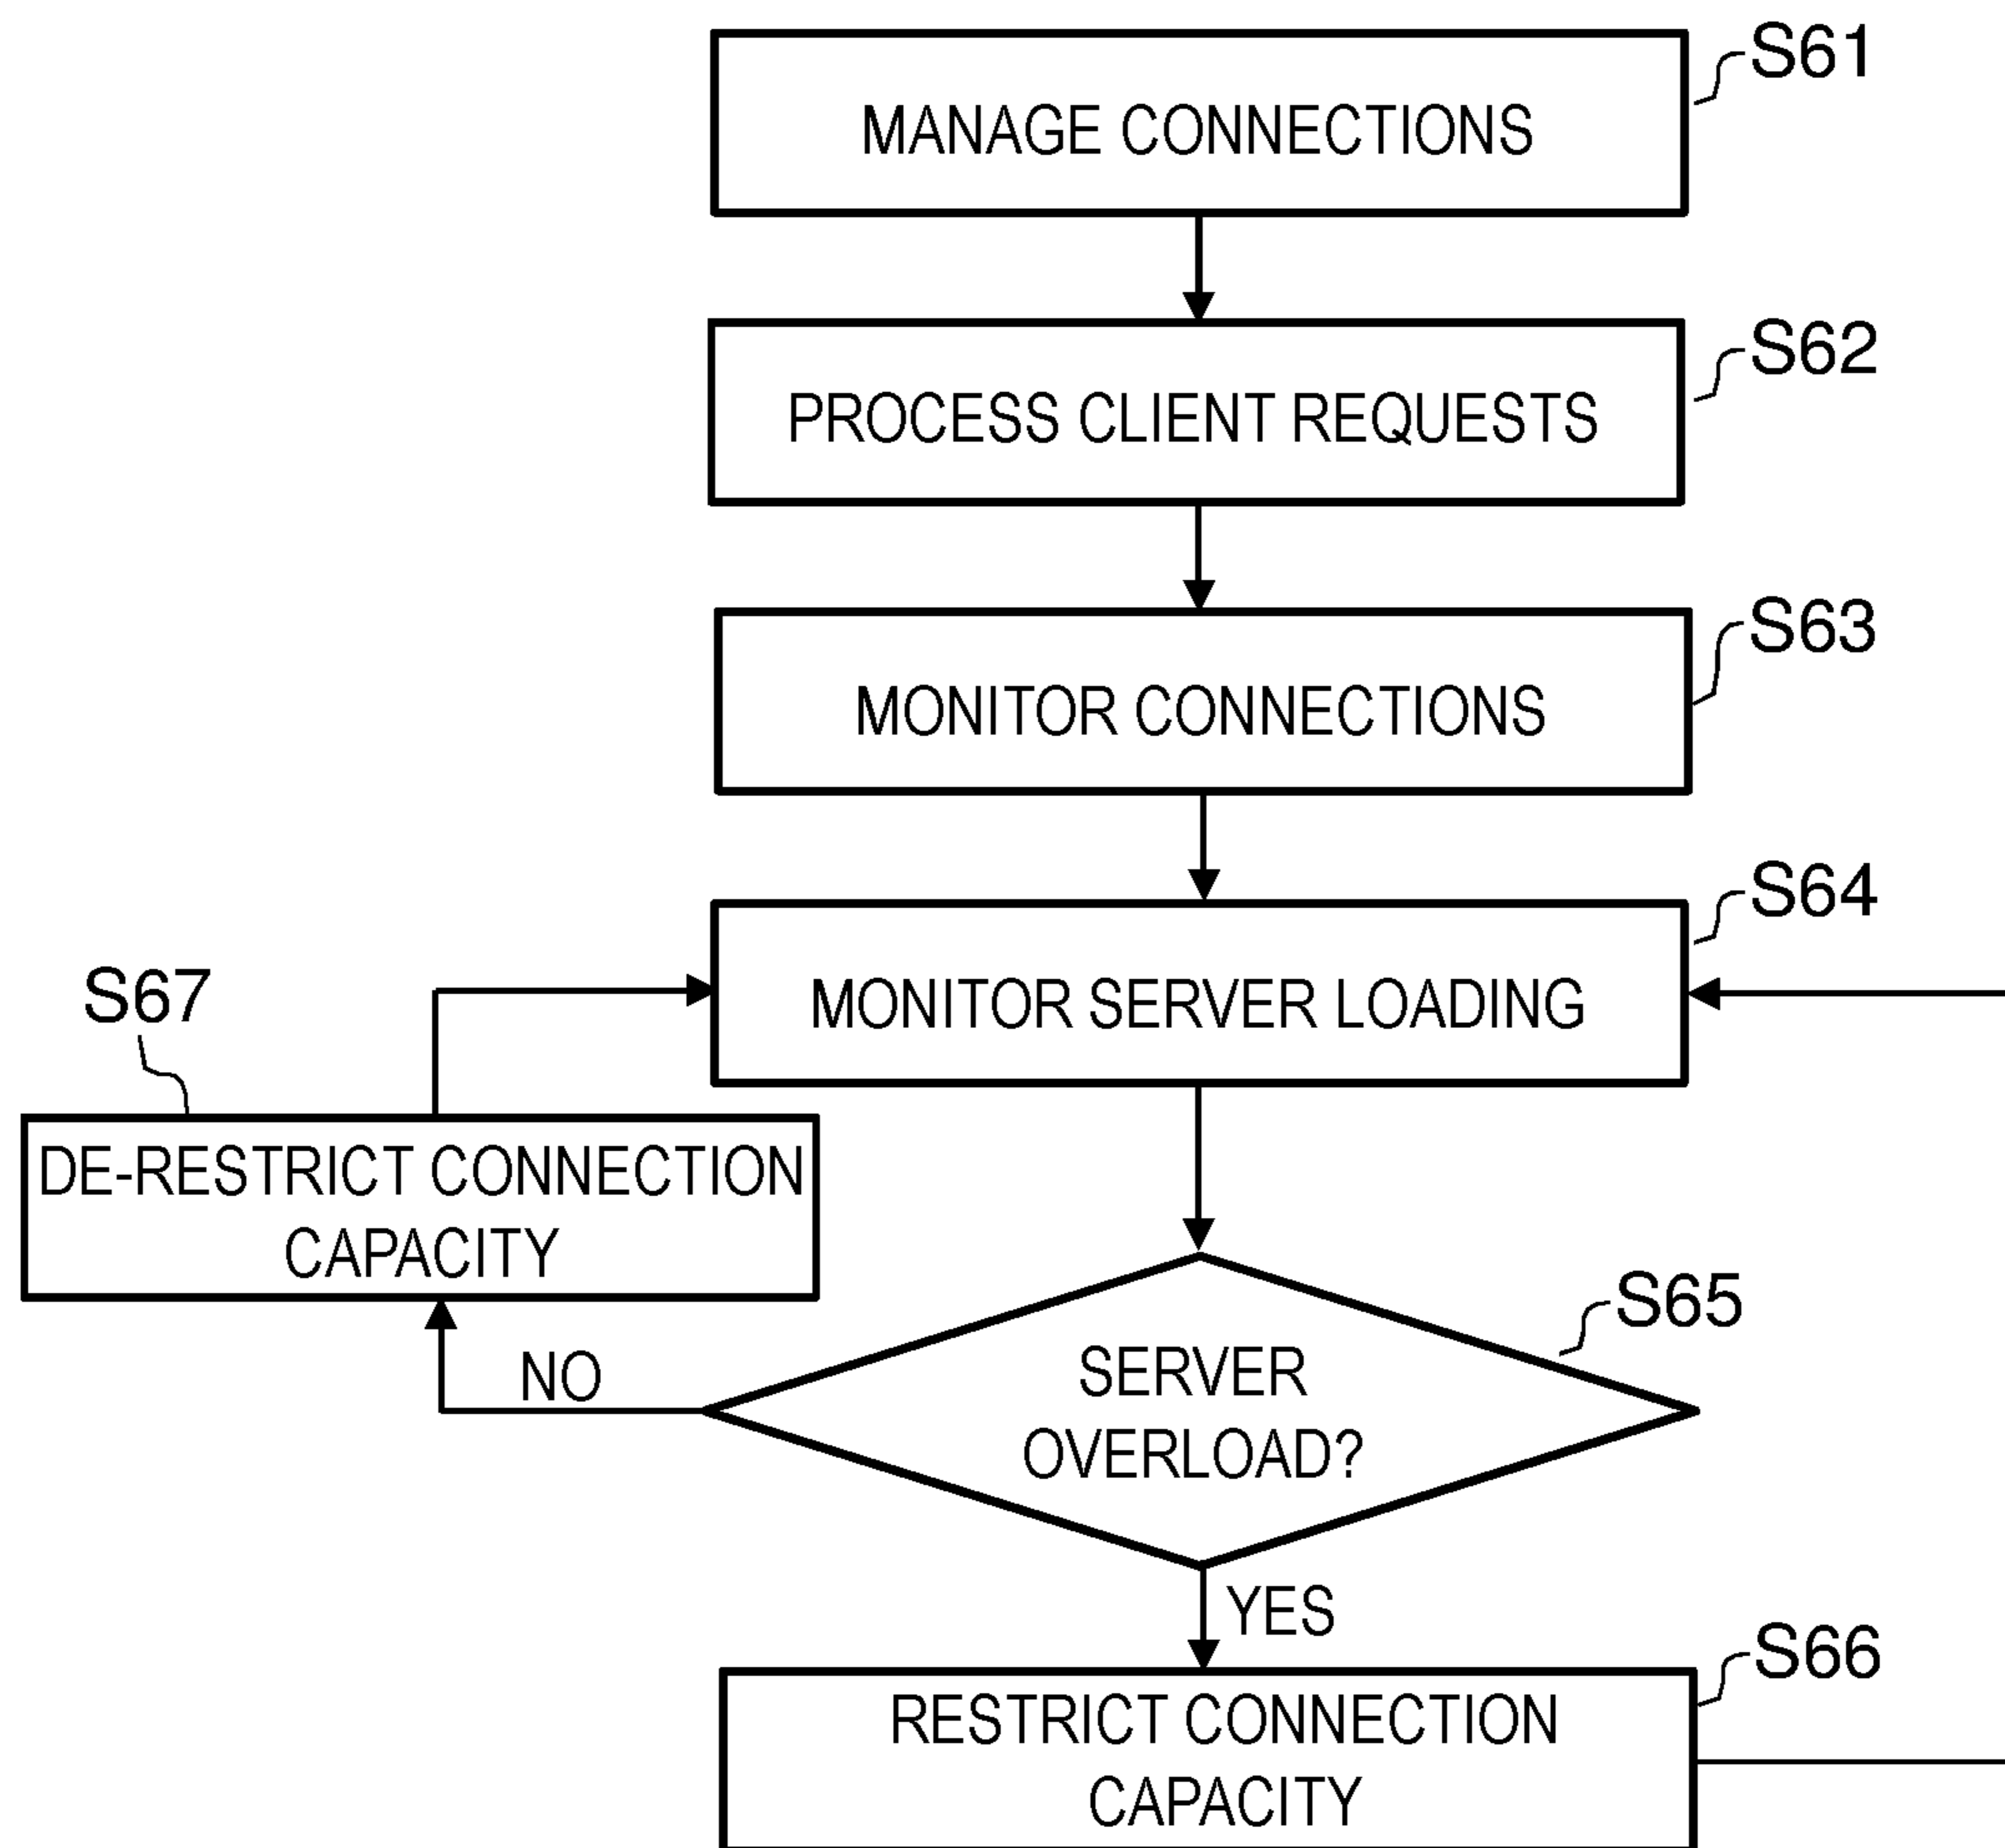 S61
MANAGE CONNECTIONS
S62
PROCESS CLIENT REQUESTS
S63
MONITOR CONNECTIONS
S64
MONITOR SERVER LOADING
S67
DE-RESTRICT CONNECTION
CAPACITY
S65
SERVER
OVERLOAD?
NO
YES
S66
RESTRICT CONNECTION
CAPACITY